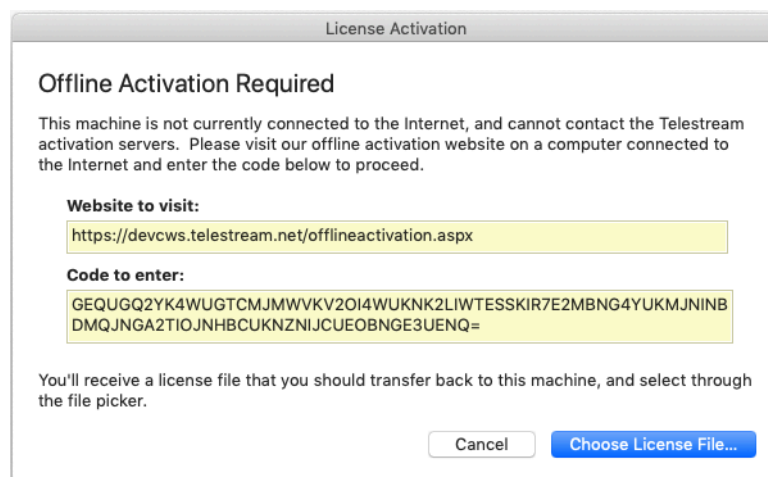 License Activation
Offline Activation Required
This machine is not currently connected to the Internet, and cannot contact the Telestream
activation servers.  Please visit our offline activation website on a computer connected to
the Internet and enter the code below to proceed.
Website to visit:
https://devcws.telestream.net/offlineactivation.aspx
Code to enter:
GEQUGQ2YK4WUGTCMJMWVKV2OI4WUKNK2LIWTESSKIR7E2MBNG4YUKMJNINB
DMQJNGA2TIOJNHBCUKNZNIJCUEOBNGE3UENQ=
You'll receive a license file that you should transfer back to this machine, and select through
the file picker.
Cancel
Choose License File...